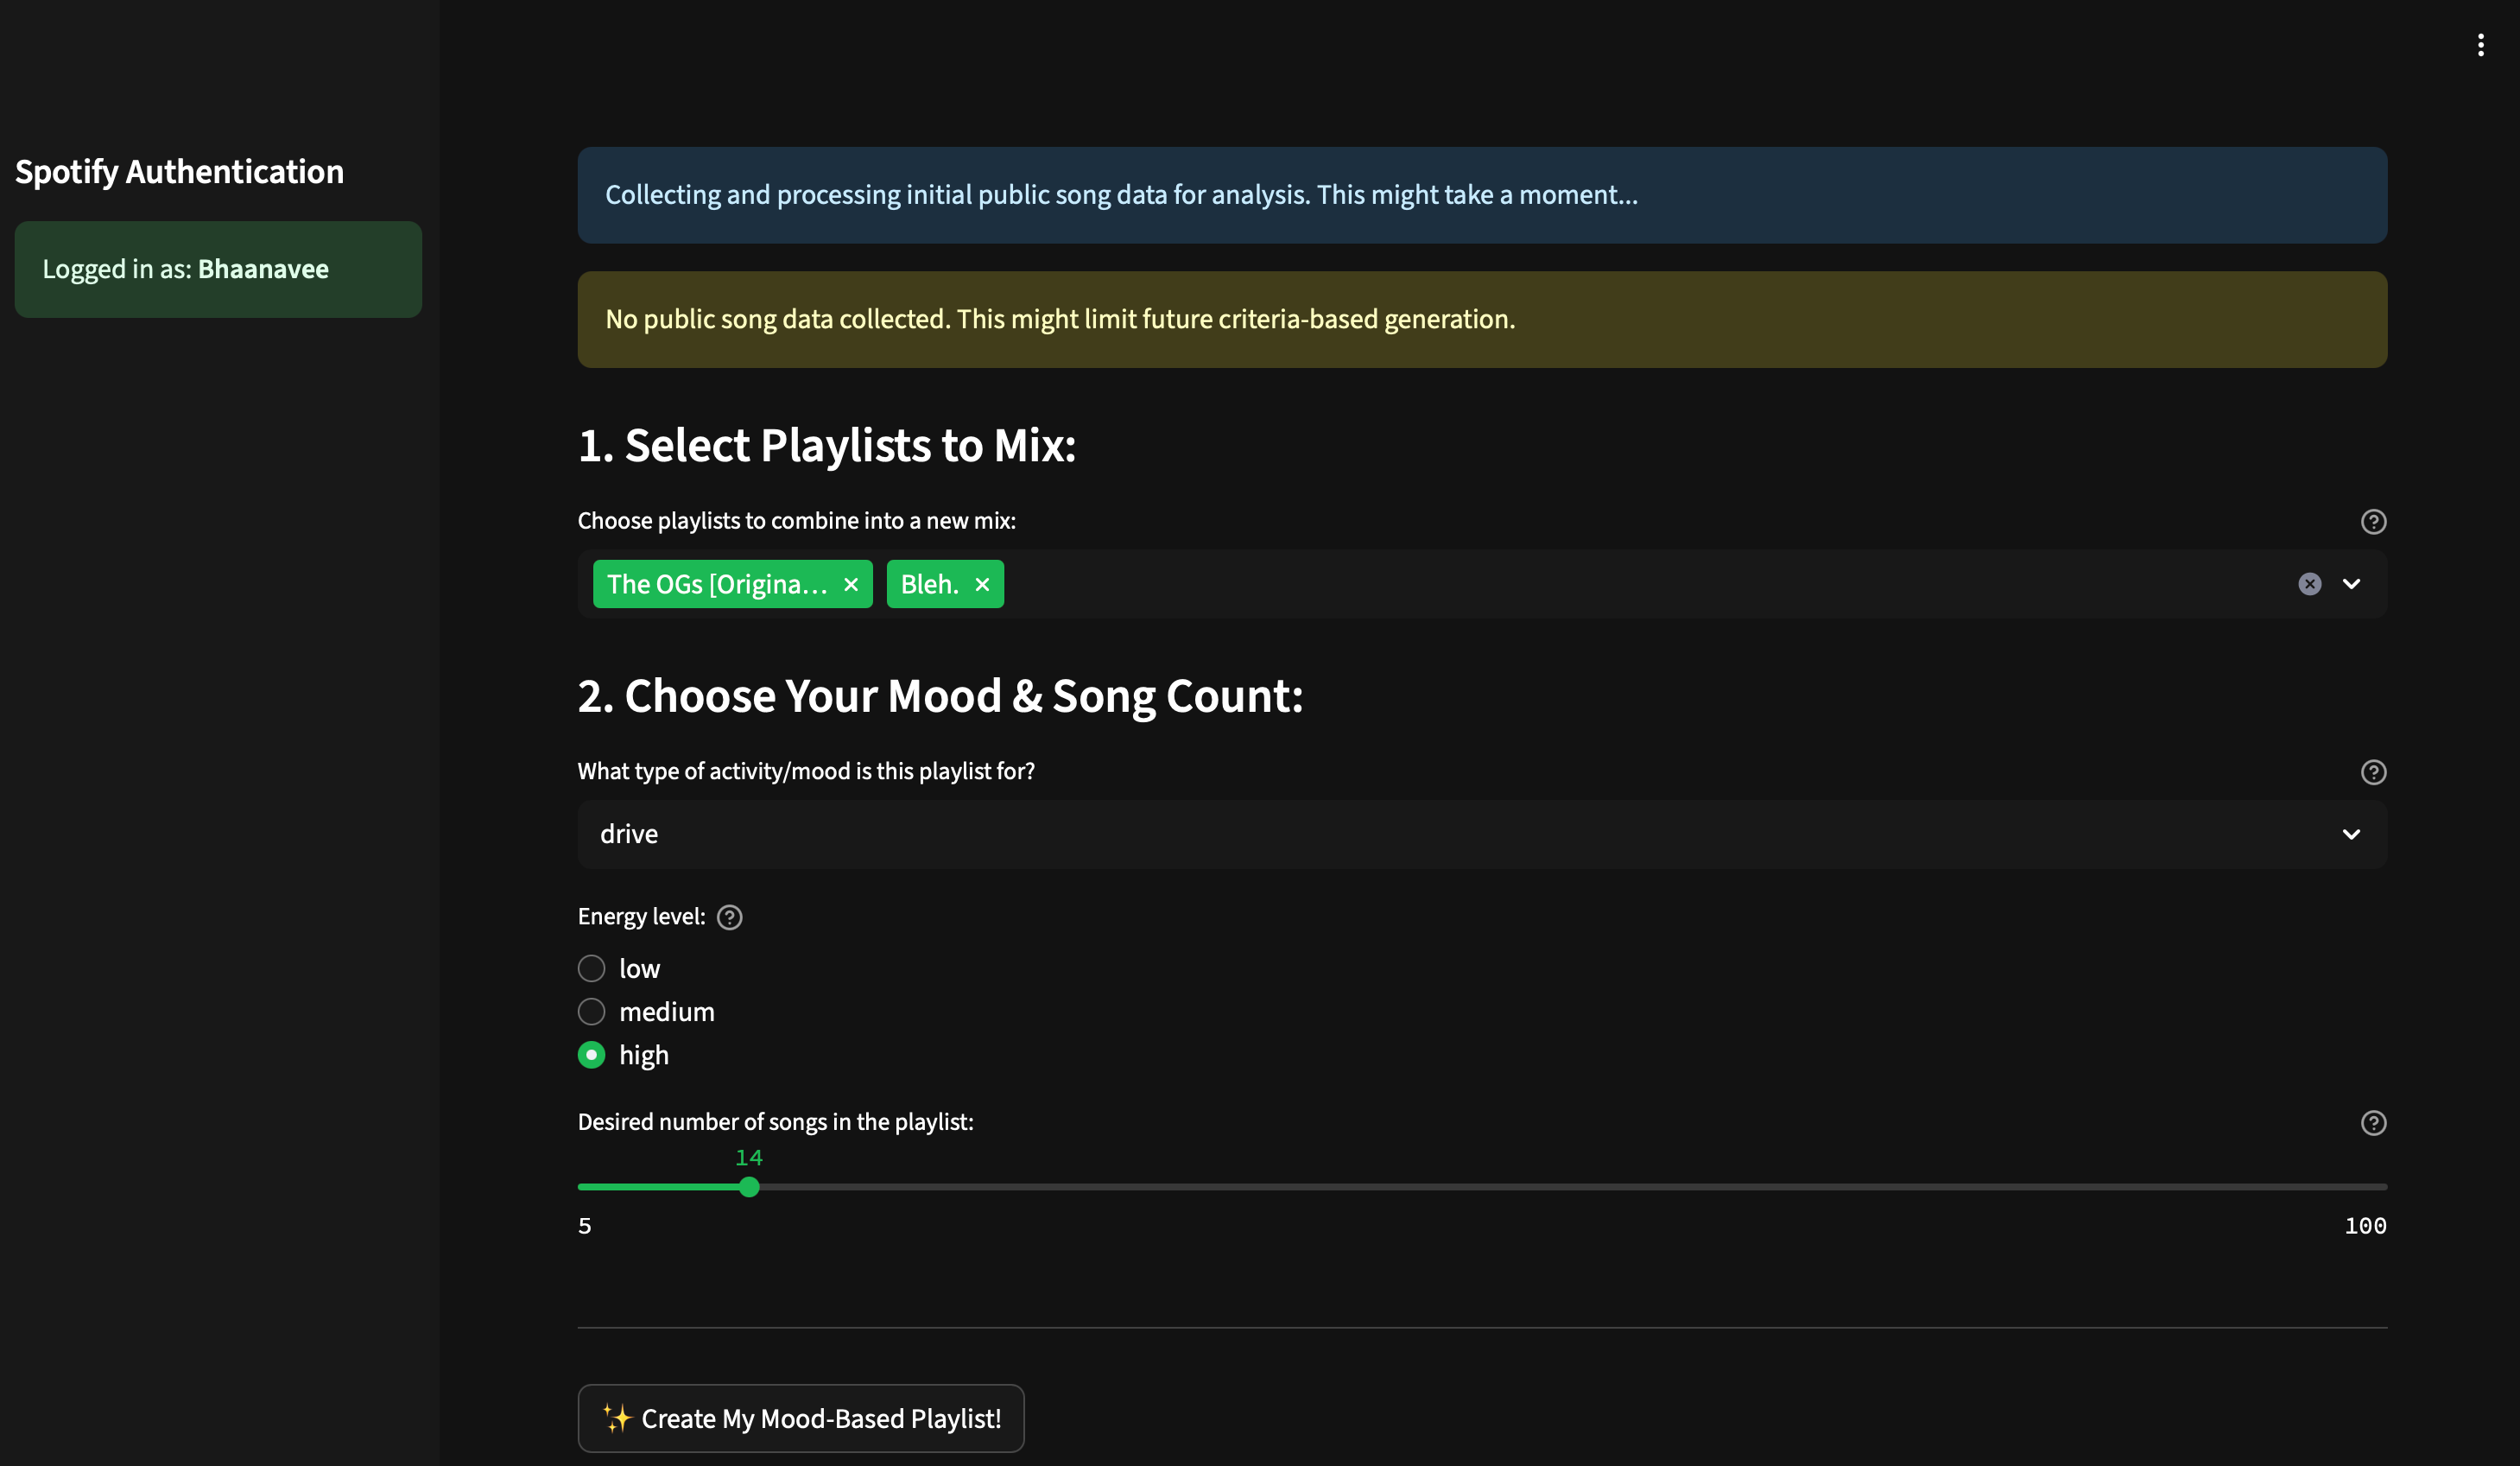 Spotify Authentication
Logged in as: Bhaanavee
Collecting and processing initial public song data for analysis. This might take a moment...
No public song data collected. This might limit future criteria-based generation.
1. Select Playlists to Mix:
Choose playlists to combine into a new mix:
The OGs [Origina... Bleh.
2. Choose Your Mood & Song Count:
What type of activity/mood is this playlist for?
drive
Energy level:
low
medium
high
Desired number of songs in the playlist:
14
5 100
✨ Create My Mood-Based Playlist!